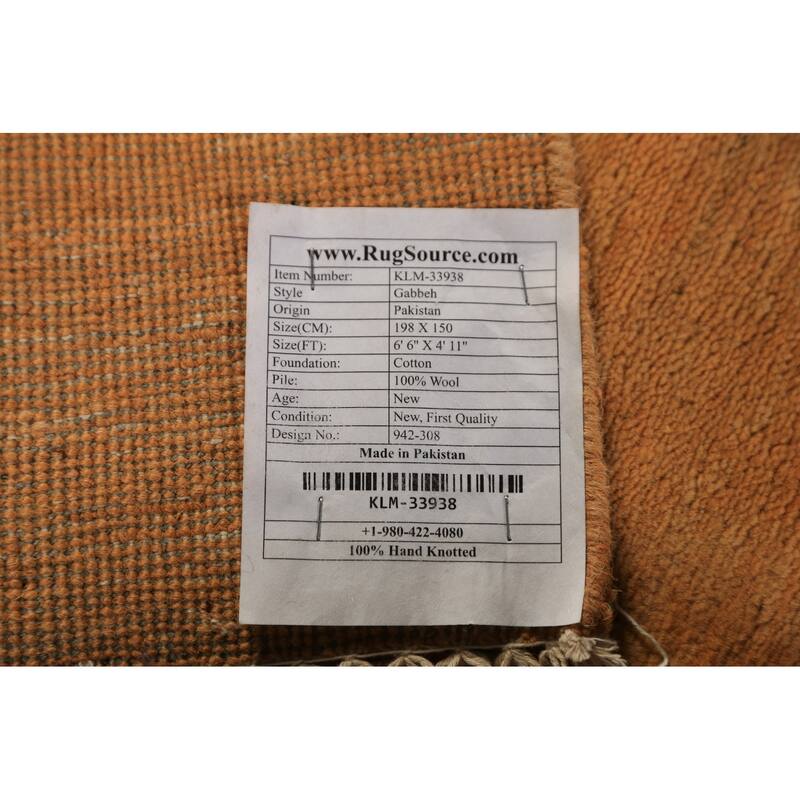 www.RugSource.com
Item Number: KLM-33938
Style Gabbeh
Origin Pakistan
Size(CM): 198 X 150
Size(FT): 6' 6" X 4' 11"
Foundation: Cotton
Pile: 100% Wool
Age: New
Condition: New, First Quality
Design No.: 942-308
Made in Pakistan
KLM-33938
+1-980-422-4080
100% Hand Knotted